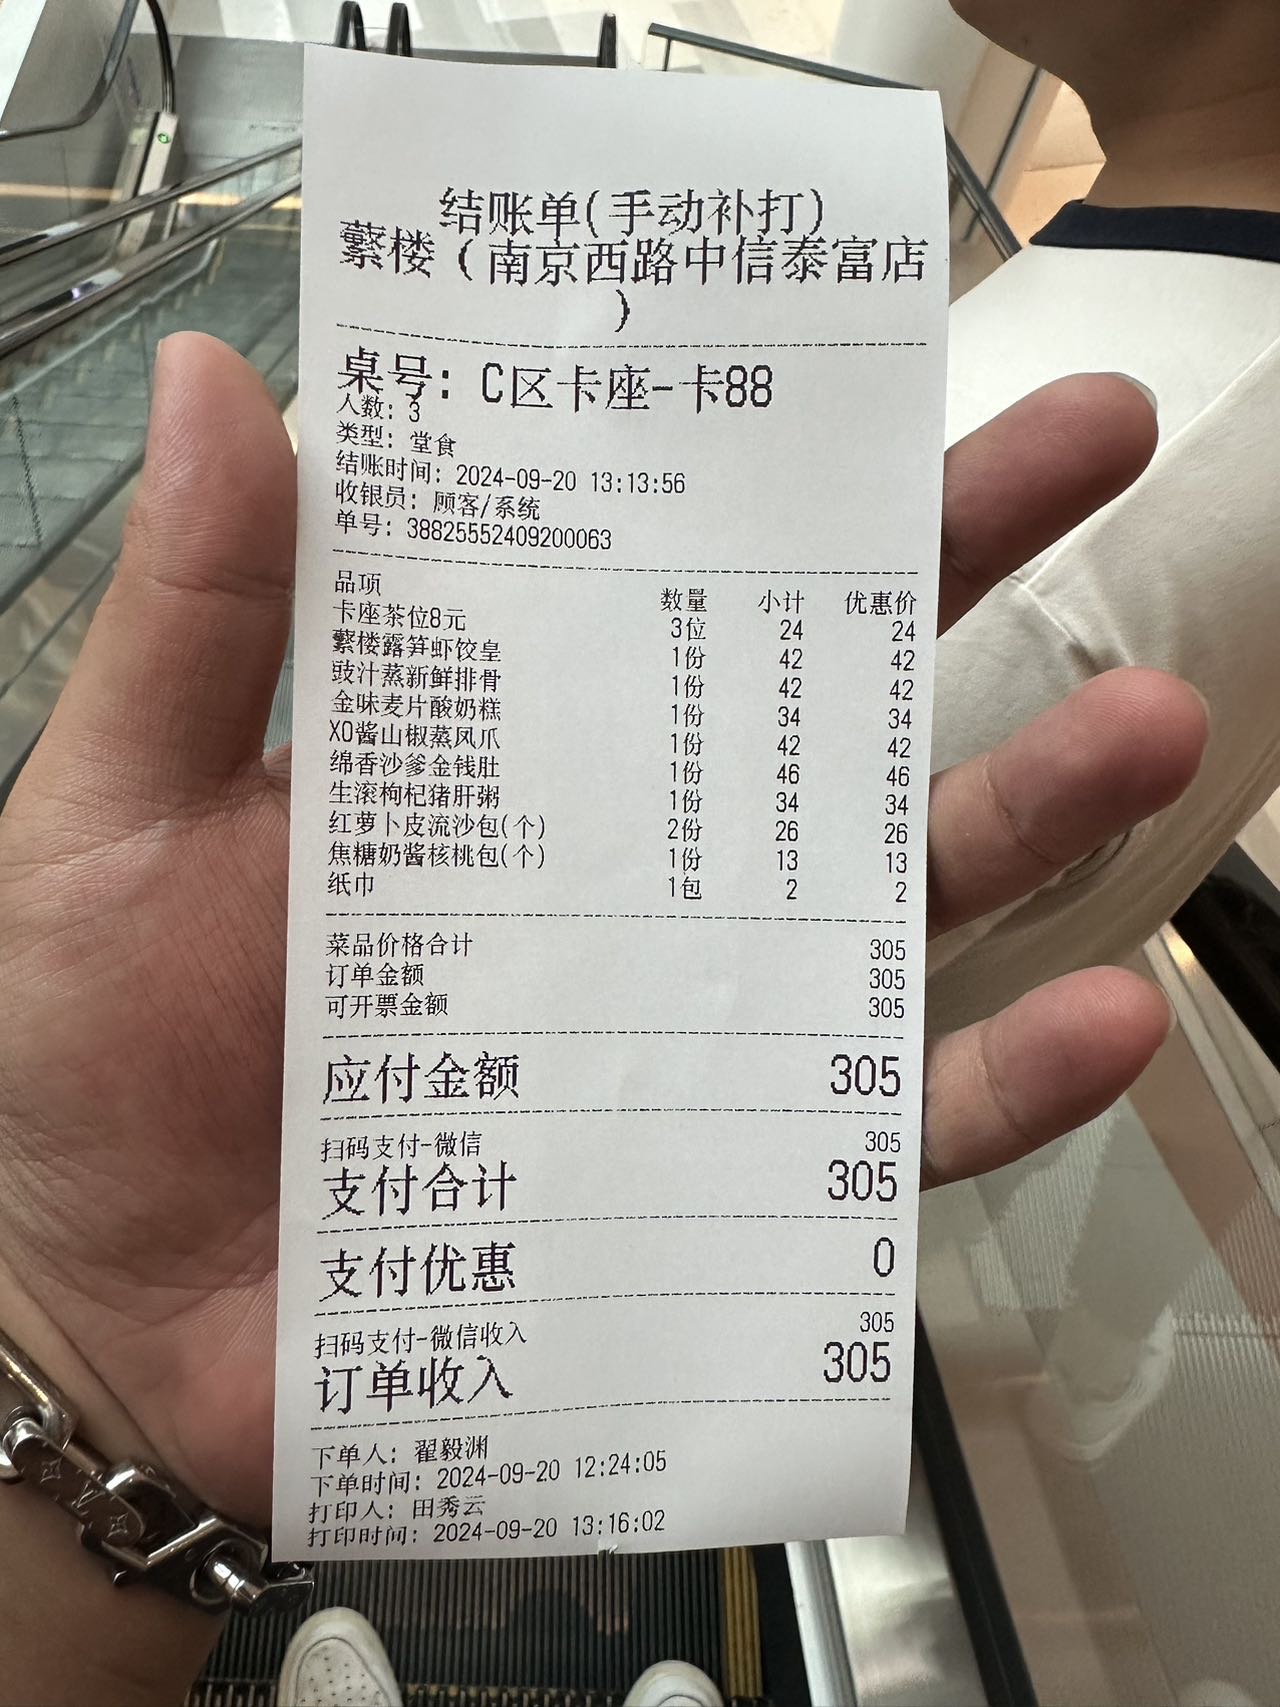 结账单(手动补打)
蘩楼（南京西路中信泰富店
）
桌号: C区卡座-卡88
人数: 3
类型: 堂食
结账时间: 2024-09-20 13:13:56
收银员: 顾客/系统
单号: 38825552409200063
品项 数量 小计 优惠价
卡座茶位8元 3位 24 24
蘩楼露笋虾饺皇 1份 42 42
豉汁蒸新鲜排骨 1份 42 42
金味麦片酸奶糕 1份 34 34
XO酱山椒蒸凤爪 1份 42 42
绵香沙爹金钱肚 1份 46 46
生滚枸杞猪肝粥 1份 34 34
红萝卜皮流沙包(个) 2份 26 26
焦糖奶酱核桃包(个) 1份 13 13
纸巾 1包 2 2
菜品价格合计 305
订单金额 305
可开票金额 305
应付金额 305
扫码支付-微信 305
支付合计 305
支付优惠 0
扫码支付-微信收入 305
订单收入 305
下单人: 翟毅渊
下单时间: 2024-09-20 12:24:05
打印人: 田秀云
打印时间: 2024-09-20 13:16:02